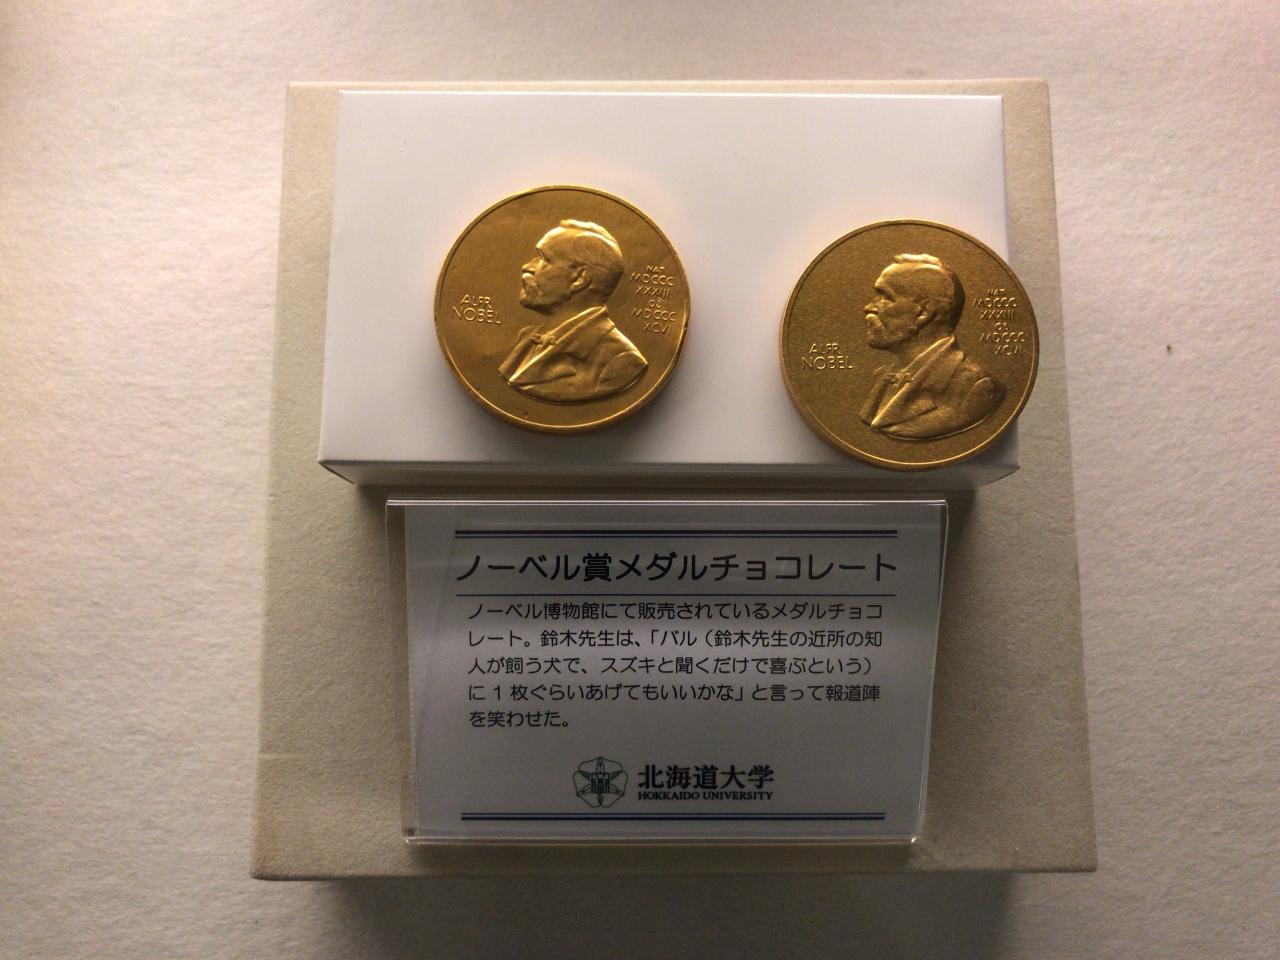 ALFR
NOBEL
NAT
MDCCC
XXXIII
OB
MDCCC
XCVI
ALFR
NOBEL
NAT
MDCCC
XXXIII
OB
MDCCC
XCVI
ノーベル賞メダルチョコレート
ノーベル博物館にて販売されているメダルチョコ
レート。鈴木先生は、「パル（鈴木先生の近所の知
人が飼う犬で、スズキと聞くだけで喜ぶという）
に1枚ぐらいあげてもいいかな」と言って報道陣
を笑わせた。
北海道大学
HOKKAIDO UNIVERSITY